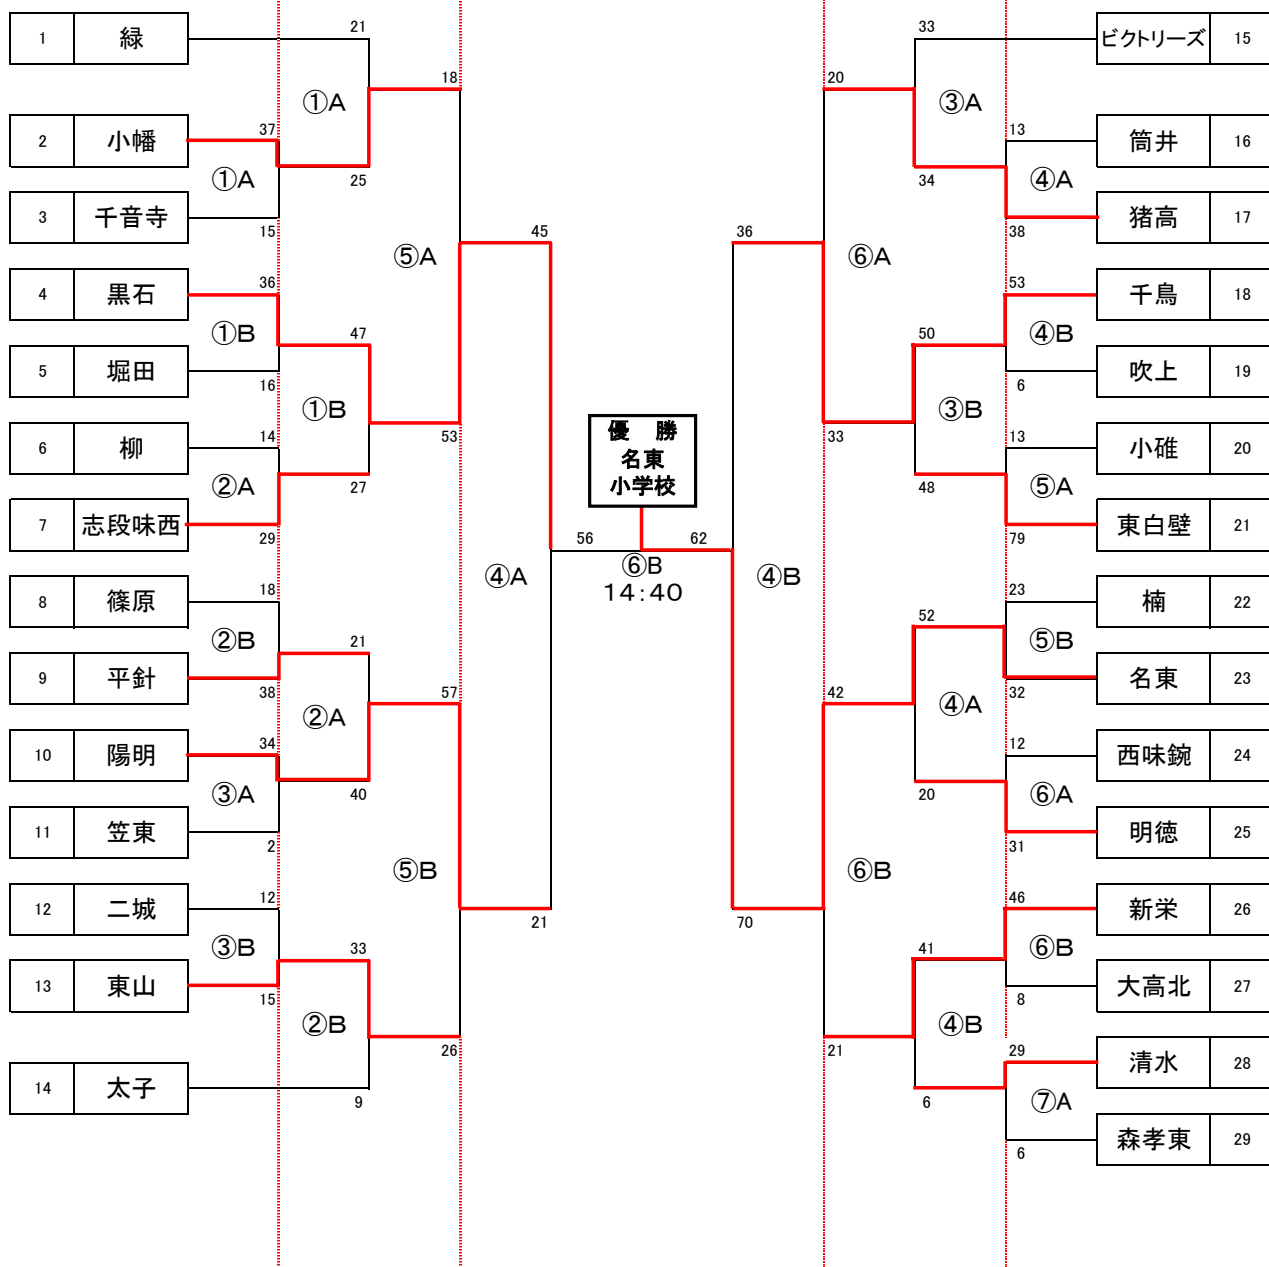 1 緑 21 33 ビクトリーズ 15
18 20
①A ③A
2 小幡 37 13 筒井 16
①A 25 34 ④A
3 千音寺 15 38 猪高 17
45 36
⑤A ⑥A
4 黒石 36 53 千鳥 18
①B 47 50 ④B
5 堀田 16 6 吹上 19
①B ③B
6 柳 14 53 33 13 小碓 20
優 勝
名東
小学校
②A 27 48 ⑤A
7 志段味西 29 79 東白壁 21
56 62
⑥B
14:40
④A ④B
8 篠原 18 23 楠 22
②B 21 52 ⑤B
9 平針 38 32 名東 23
57 42
②A ④A
10 陽明 34 12 西味鋺 24
③A 40 20 ⑥A
11 笠東 2 31 明徳 25
⑤B ⑥B
12 二城 12 46 新栄 26
21 70
③B 33 41 ⑥B
13 東山 15 8 大高北 27
②B ④B
26 21
14 太子 9 29 清水 28
6 ⑦A
6 森孝東 29